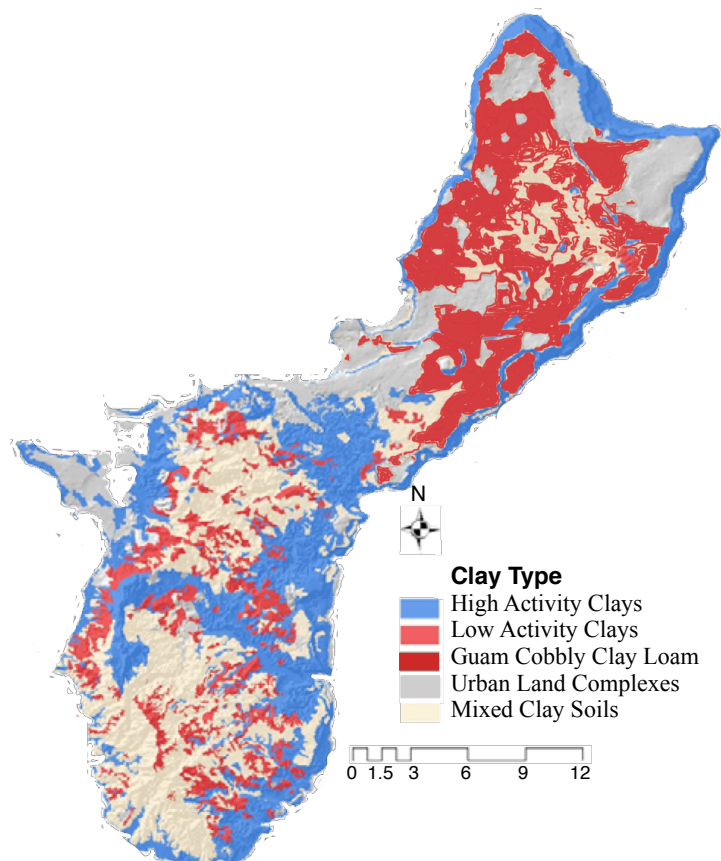 N
Clay Type
High Activity Clays
Low Activity Clays
Guam Cobbly Clay Loam
Urban Land Complexes
Mixed Clay Soils
0 1.5 3 6 9 12